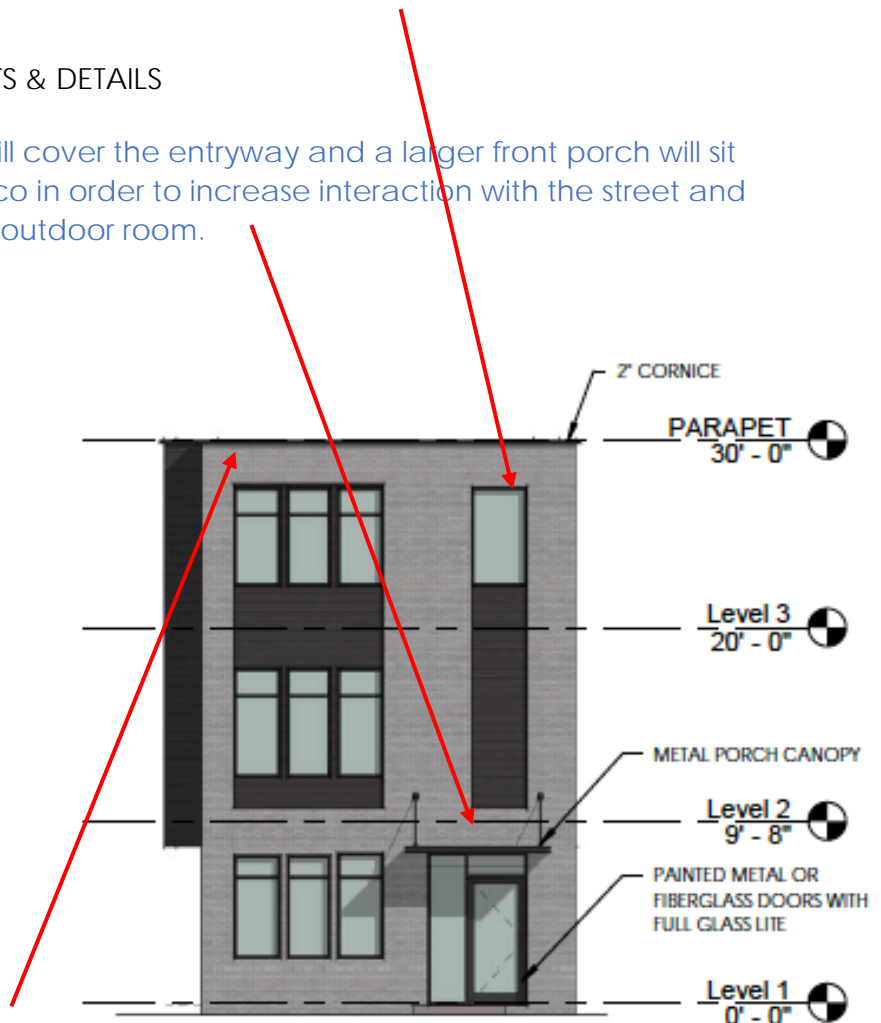 TS & DETAILS
ill cover the entryway and a larger front porch will sit
co in order to increase interaction with the street and
outdoor room.
2" CORNICE
PARAPET
30' - 0"
Level 3
20' - 0"
METAL PORCH CANOPY
Level 2
9' - 8"
PAINTED METAL OR
FIBERGLASS DOORS WITH
FULL GLASS LITE
Level 1
0' - 0"